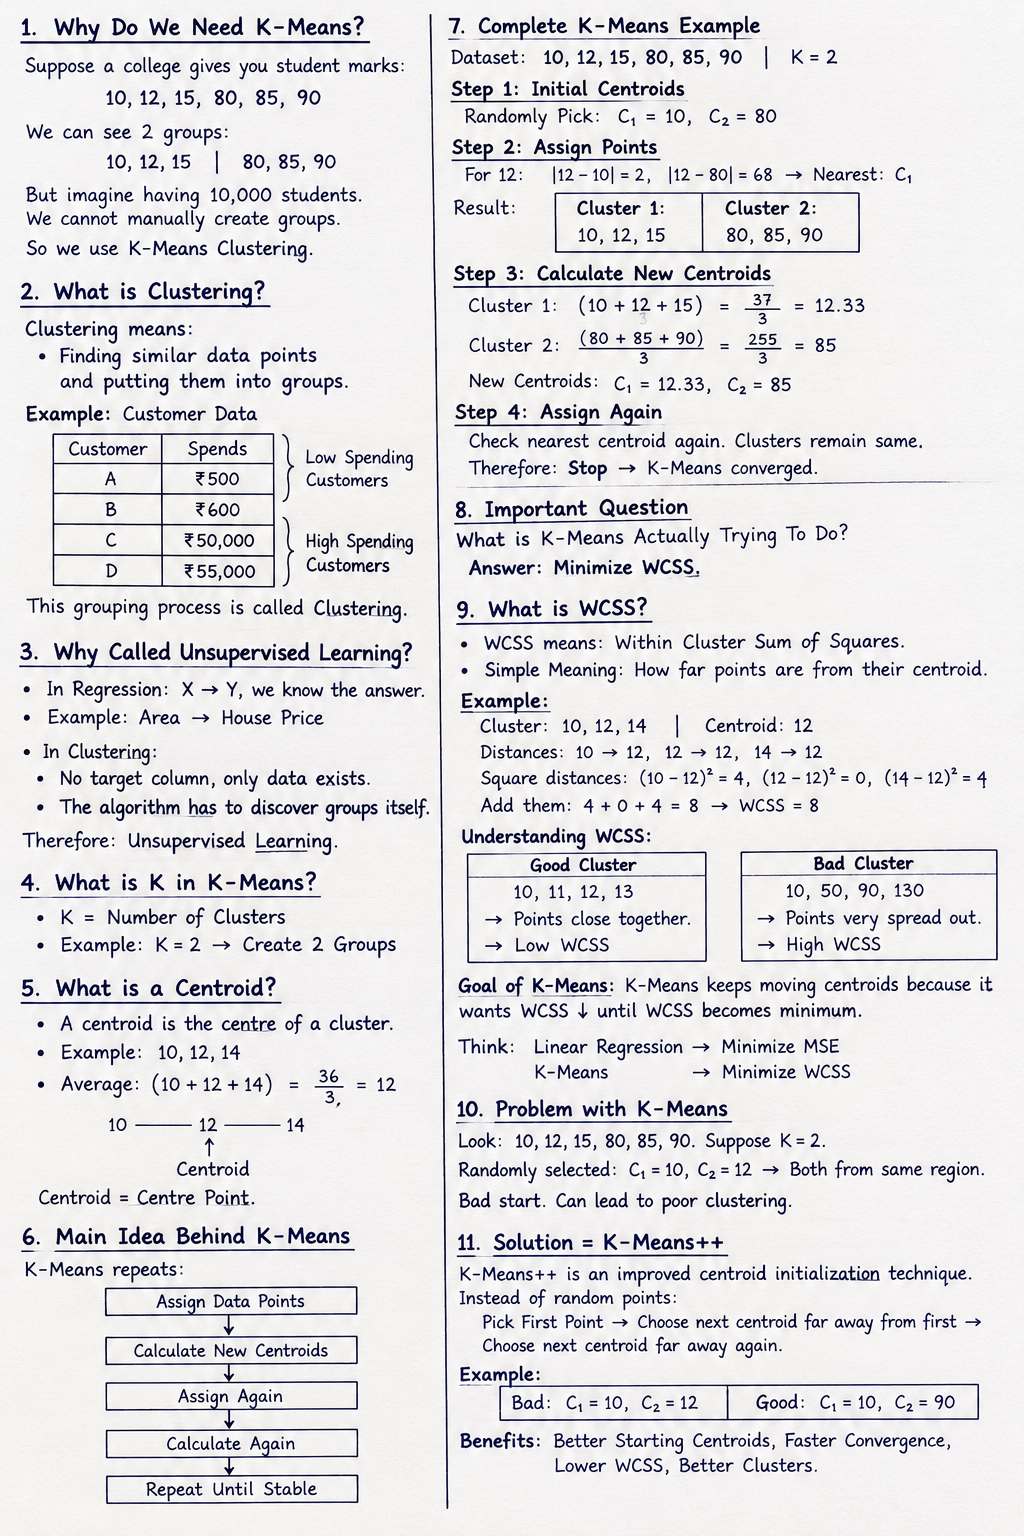 1. Why Do We Need K-Means?
Suppose a college gives you student marks:
10, 12, 15, 80, 85, 90
We can see 2 groups:
10, 12, 15 | 80, 85, 90
But imagine having 10,000 students.
We cannot manually create groups.
So we use K-Means Clustering.
2. What is Clustering?
Clustering means:
• Finding similar data points
and putting them into groups.
Example: Customer Data
Customer Spends
A ₹500
B ₹600
C ₹50,000
D ₹55,000
Low Spending
Customers
High Spending
Customers
This grouping process is called Clustering.
3. Why Called Unsupervised Learning?
• In Regression: X → Y, we know the answer.
• Example: Area → House Price
• In Clustering:
• No target column, only data exists.
• The algorithm has to discover groups itself.
Therefore: Unsupervised Learning.
4. What is K in K-Means?
• K = Number of Clusters
• Example: K = 2 → Create 2 Groups
5. What is a Centroid?
• A centroid is the centre of a cluster.
• Example: 10, 12, 14
• Average: (10 + 12 + 14) = 36/3, = 12
10 — 12 — 14
↑
Centroid
Centroid = Centre Point.
6. Main Idea Behind K-Means
K-Means repeats:
Assign Data Points
↓
Calculate New Centroids
↓
Assign Again
↓
Calculate Again
↓
Repeat Until Stable
7. Complete K-Means Example
Dataset: 10, 12, 15, 80, 85, 90 | K = 2
Step 1: Initial Centroids
Randomly Pick: C₁ = 10, C₂ = 80
Step 2: Assign Points
For 12: |12 - 10| = 2, |12 - 80| = 68 → Nearest: C₁
Result: Cluster 1: Cluster 2:
10, 12, 15 80, 85, 90
Step 3: Calculate New Centroids
Cluster 1: (10 + 12 + 15) = 37/3 = 12.33
Cluster 2: (80 + 85 + 90)/3 = 255/3 = 85
New Centroids: C₁ = 12.33, C₂ = 85
Step 4: Assign Again
Check nearest centroid again. Clusters remain same.
Therefore: Stop → K-Means converged.
8. Important Question
What is K-Means Actually Trying To Do?
Answer: Minimize WCSS.
9. What is WCSS?
• WCSS means: Within Cluster Sum of Squares.
• Simple Meaning: How far points are from their centroid.
Example:
Cluster: 10, 12, 14 | Centroid: 12
Distances: 10 → 12, 12 → 12, 14 → 12
Square distances: (10 - 12)² = 4, (12 - 12)² = 0, (14 - 12)² = 4
Add them: 4 + 0 + 4 = 8 → WCSS = 8
Understanding WCSS:
Good Cluster
10, 11, 12, 13
→ Points close together.
→ Low WCSS
Bad Cluster
10, 50, 90, 130
→ Points very spread out.
→ High WCSS
Goal of K-Means: K-Means keeps moving centroids because it
wants WCSS ↓ until WCSS becomes minimum.
Think: Linear Regression → Minimize MSE
K-Means → Minimize WCSS
10. Problem with K-Means
Look: 10, 12, 15, 80, 85, 90. Suppose K = 2.
Randomly selected: C₁ = 10, C₂ = 12 → Both from same region.
Bad start. Can lead to poor clustering.
11. Solution = K-Means++
K-Means++ is an improved centroid initialization technique.
Instead of random points:
Pick First Point → Choose next centroid far away from first →
Choose next centroid far away again.
Example:
Bad: C₁ = 10, C₂ = 12 Good: C₁ = 10, C₂ = 90
Benefits: Better Starting Centroids, Faster Convergence,
Lower WCSS, Better Clusters.